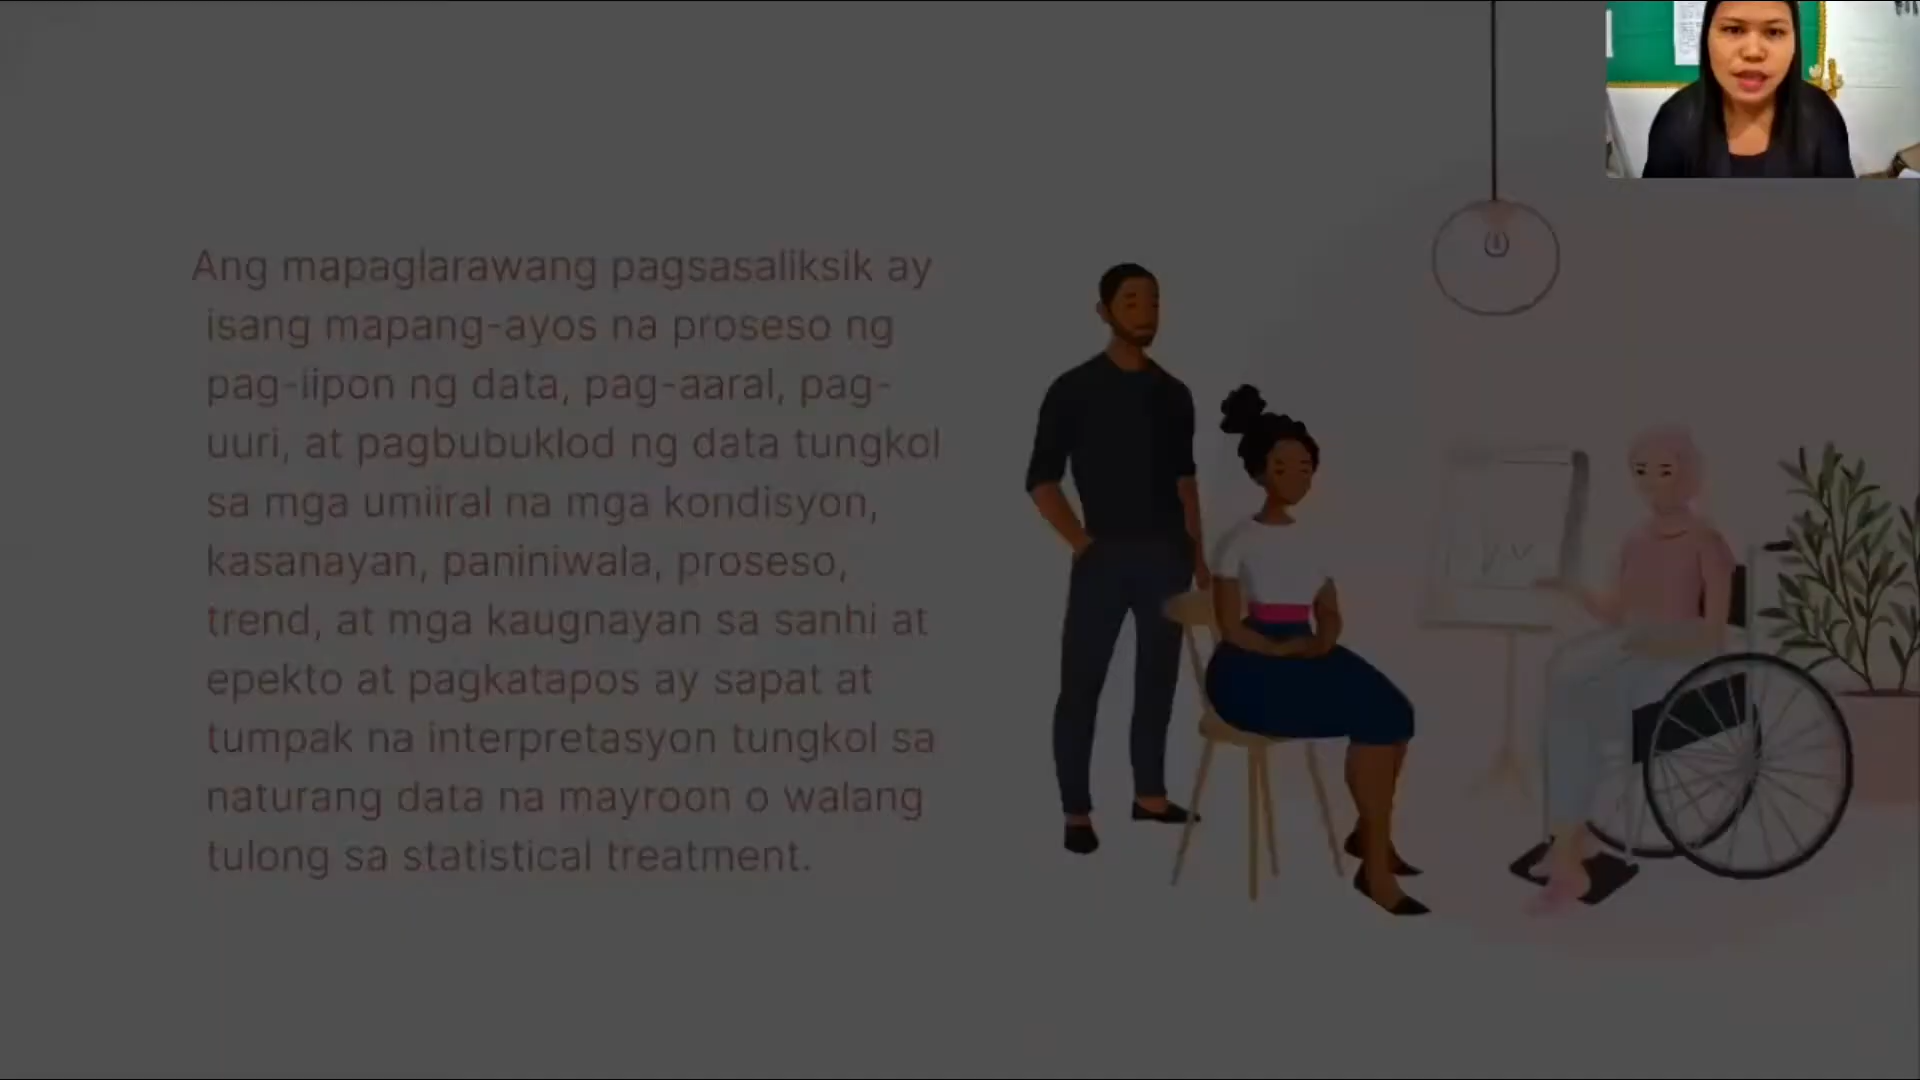 Ang mapaglarawang pagsasaliksik ay
isang mapang-ayos na proseso ng
pag-iipon ng data, pag-aaral, pag-
uuri, at pagbubuklod ng data tungkol
sa mga umiiral na mga kondisyon,
kasanayan, paniniwala, proseso,
trend, at mga kaugnayan sa sanhi at
epekto at pagkatapos ay sapat at
tumpak na interpretasyon tungkol sa
naturang data na mayroon o walang
tulong sa statistical treatment.